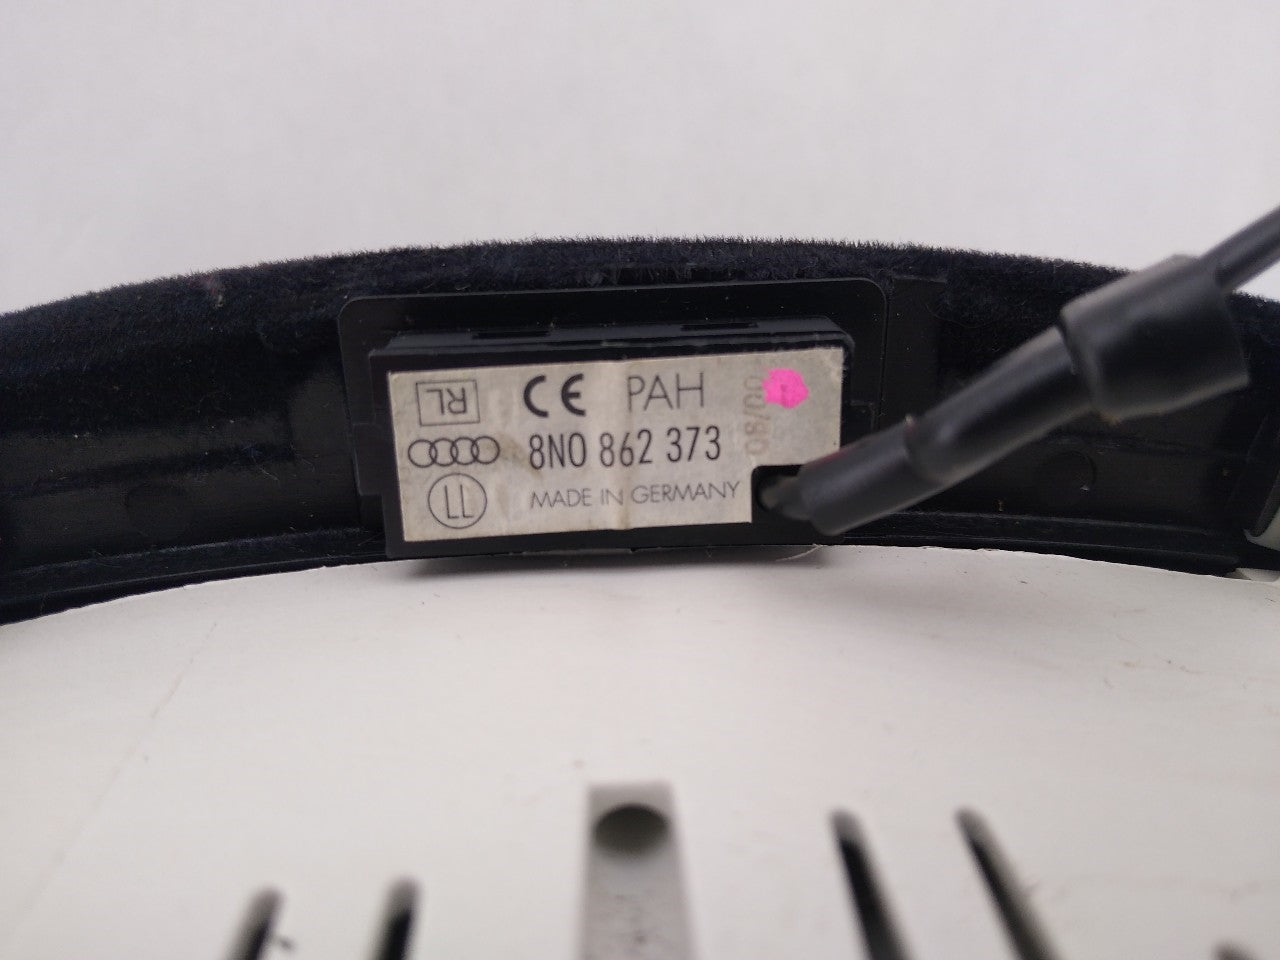 RL CE PAH
8N0 862 373
LL MADE IN GERMANY